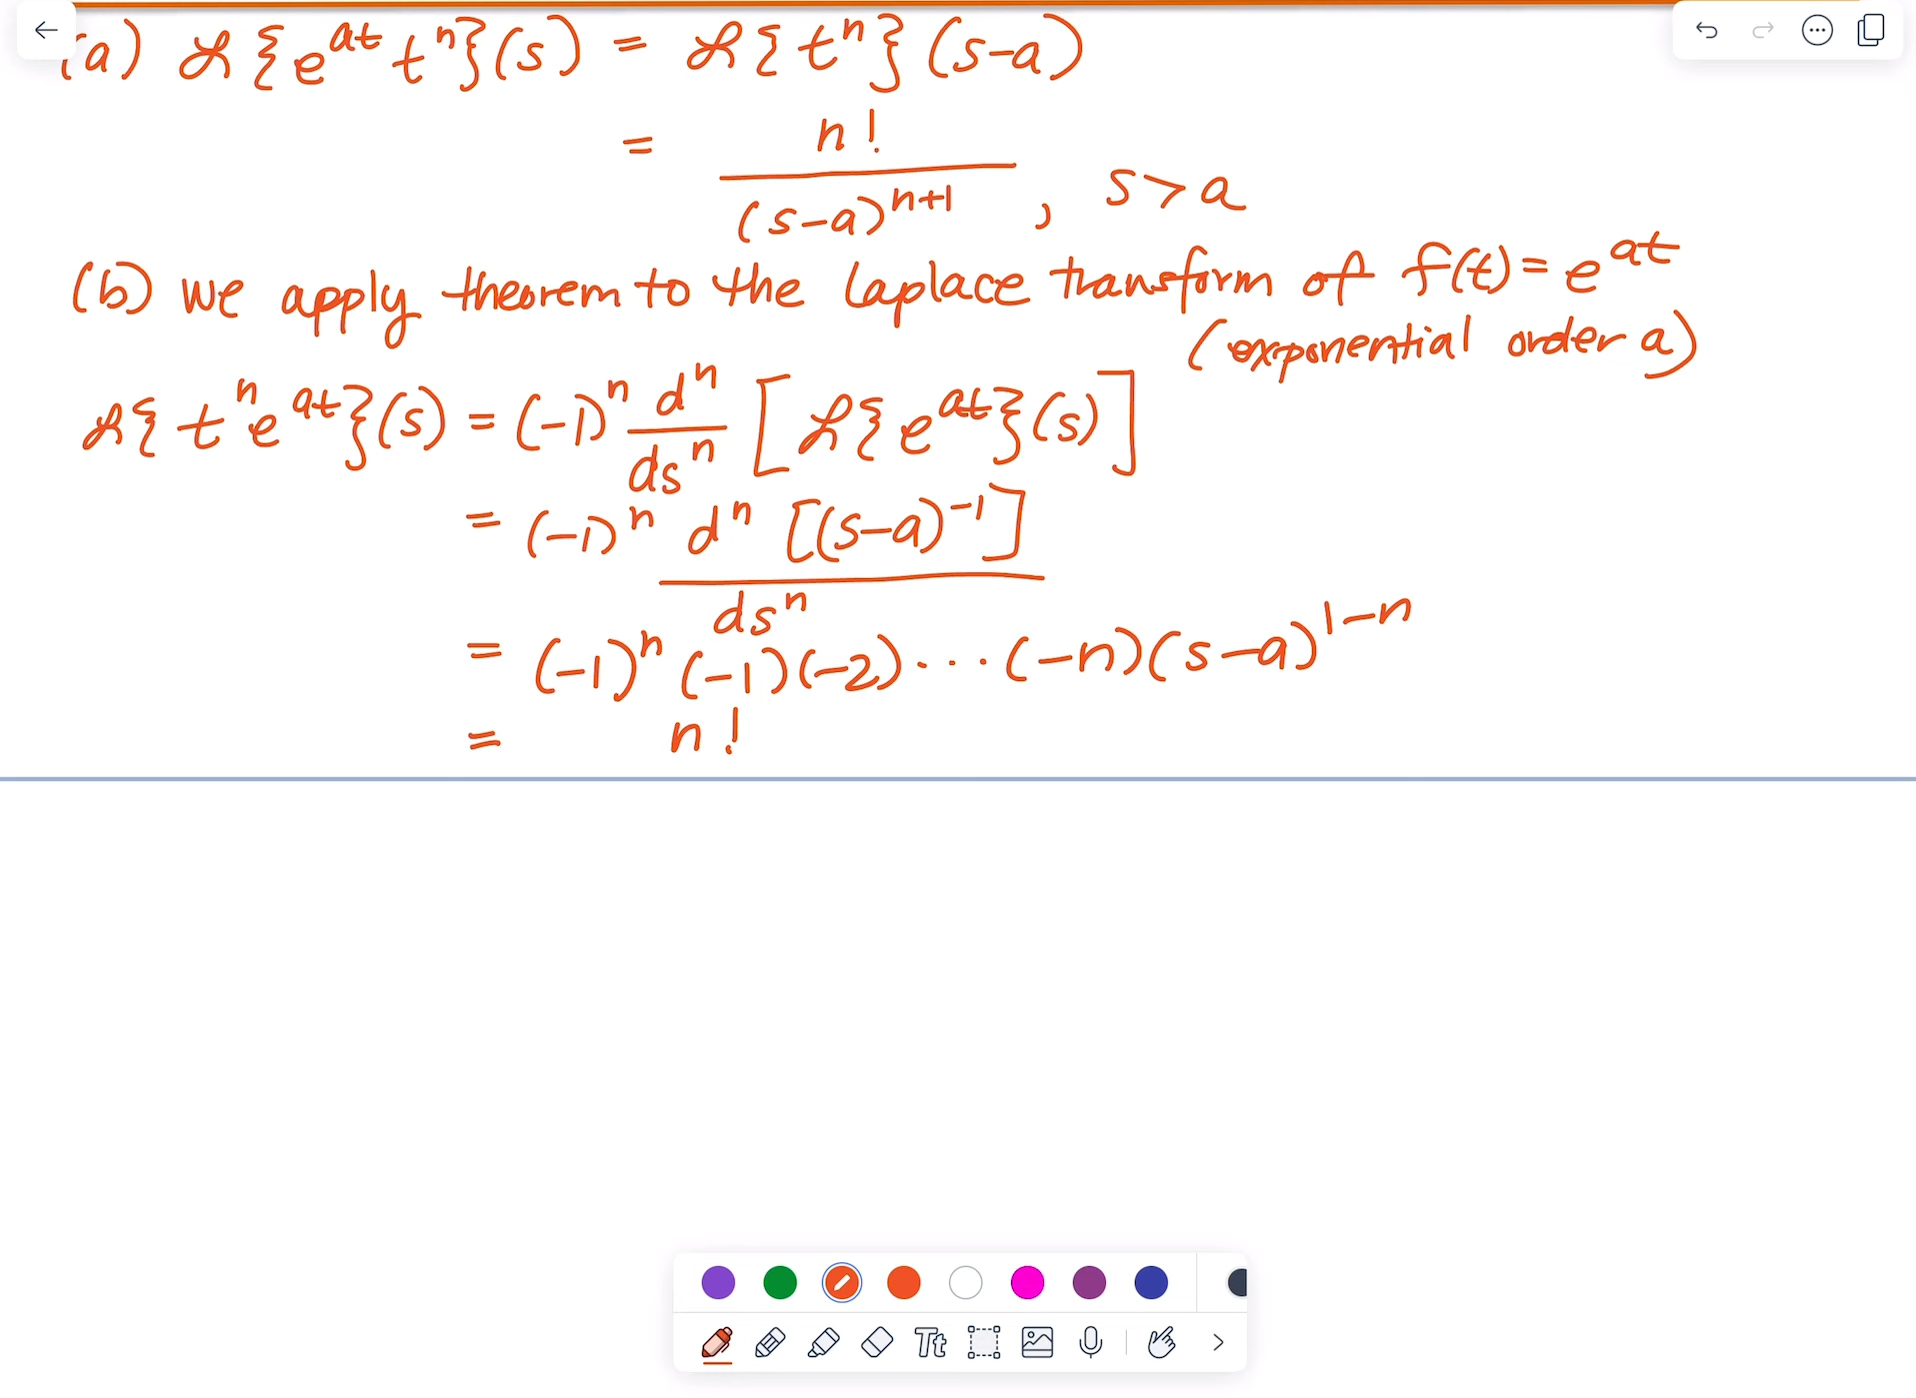 (a) ℒ{e^{at} t^n}(s) = ℒ{t^n}(s-a)
= n!/(s-a)^{n+1}, s>a
(b) we apply theorem to the Laplace transform of f(t)=e^{at}
(exponential order a)
ℒ{t^n e^{at}}(s) = (-1)^n d^n/ds^n [ℒ{e^{at}}(s)]
= (-1)^n d^n[(s-a)^{-1}]/ds^n
= (-1)^n (-1)(-2)...(-n)(s-a)^{1-n}
= n!
Tt